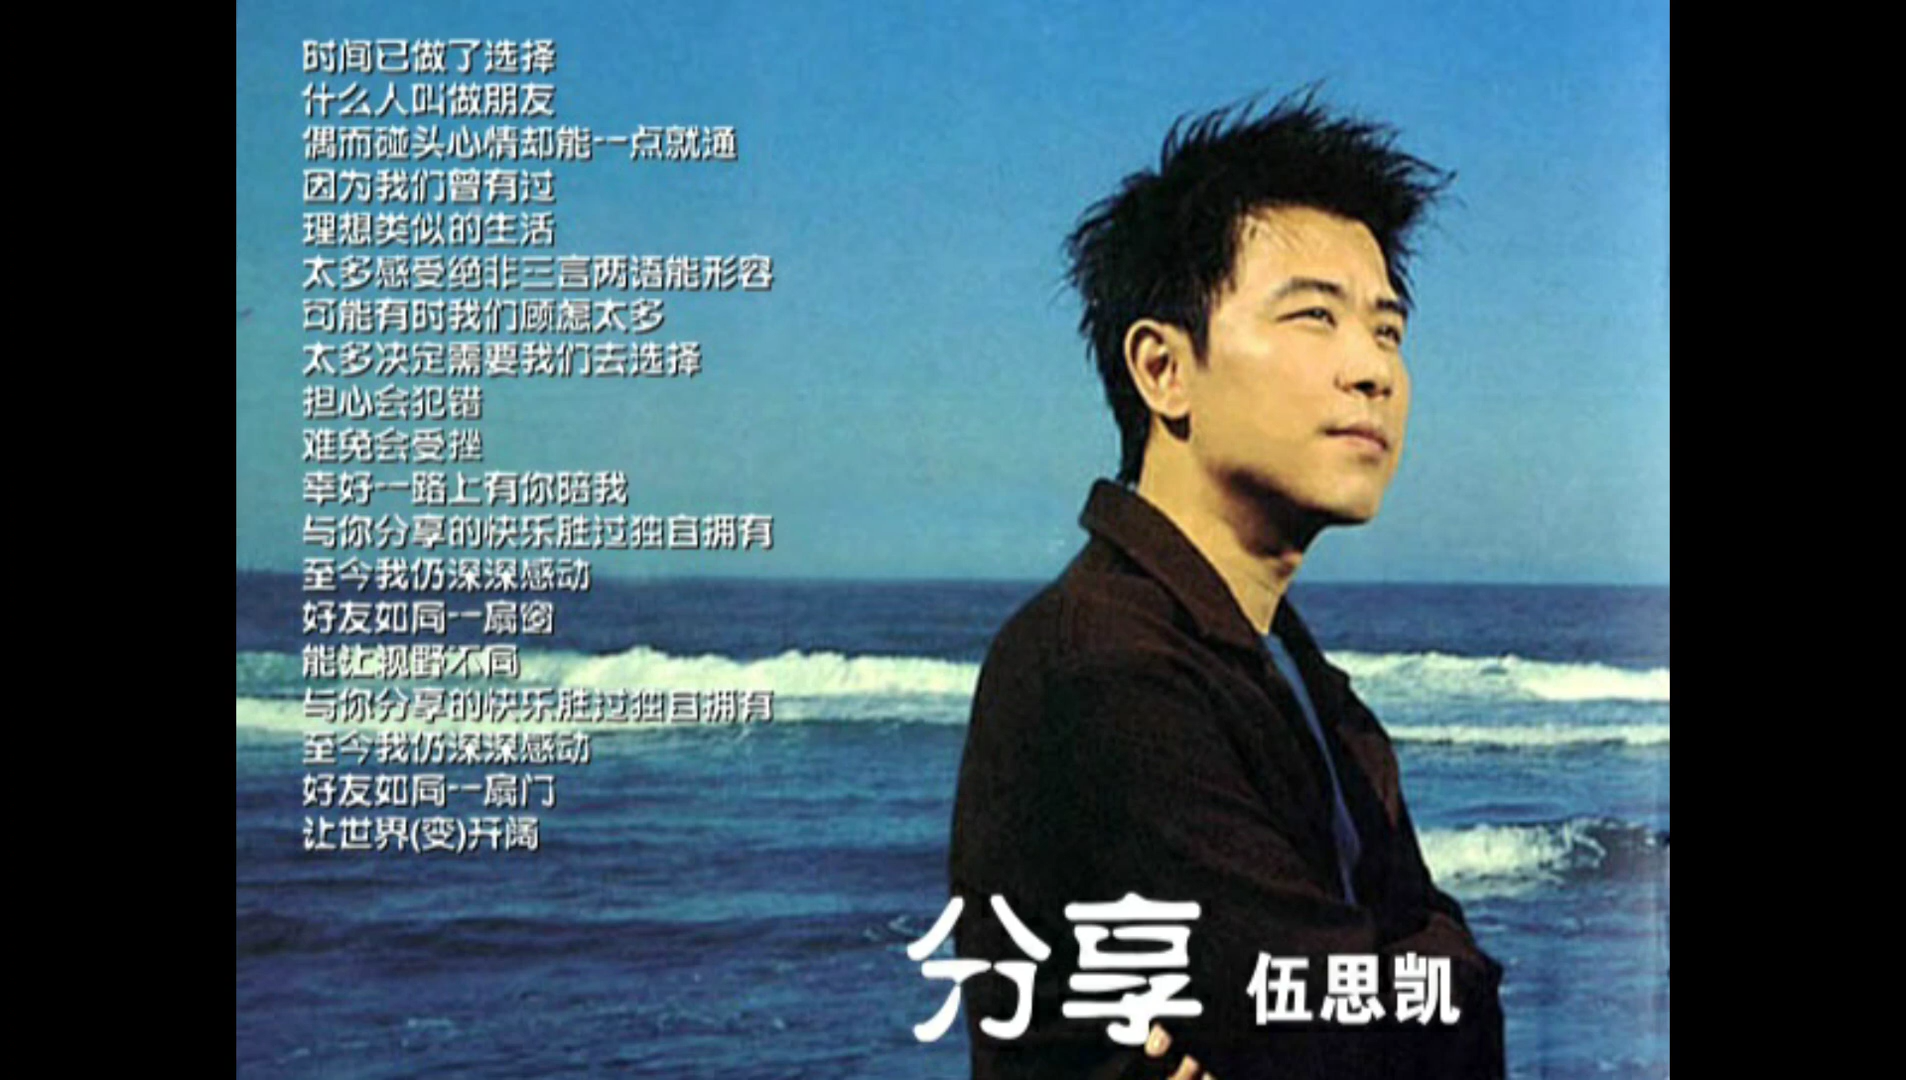 时间已做了选择
什么人叫做朋友
偶而碰头心情却能一点就通
因为我们曾有过
理想类似的生活
太多感受绝非三言两语能形容
可能有时我们顾忌太多
太多决定需要我们去选择
担心会犯错
难免会受挫
幸好一路上有你陪我
与你分享的快乐胜过独自拥有
至今我仍深深感动
好友如同一扇窗
能让视野不同
与你分享的快乐胜过独自拥有
至今我仍深深感动
好友如同一扇门
让世界(变)开阔
分享 伍思凯